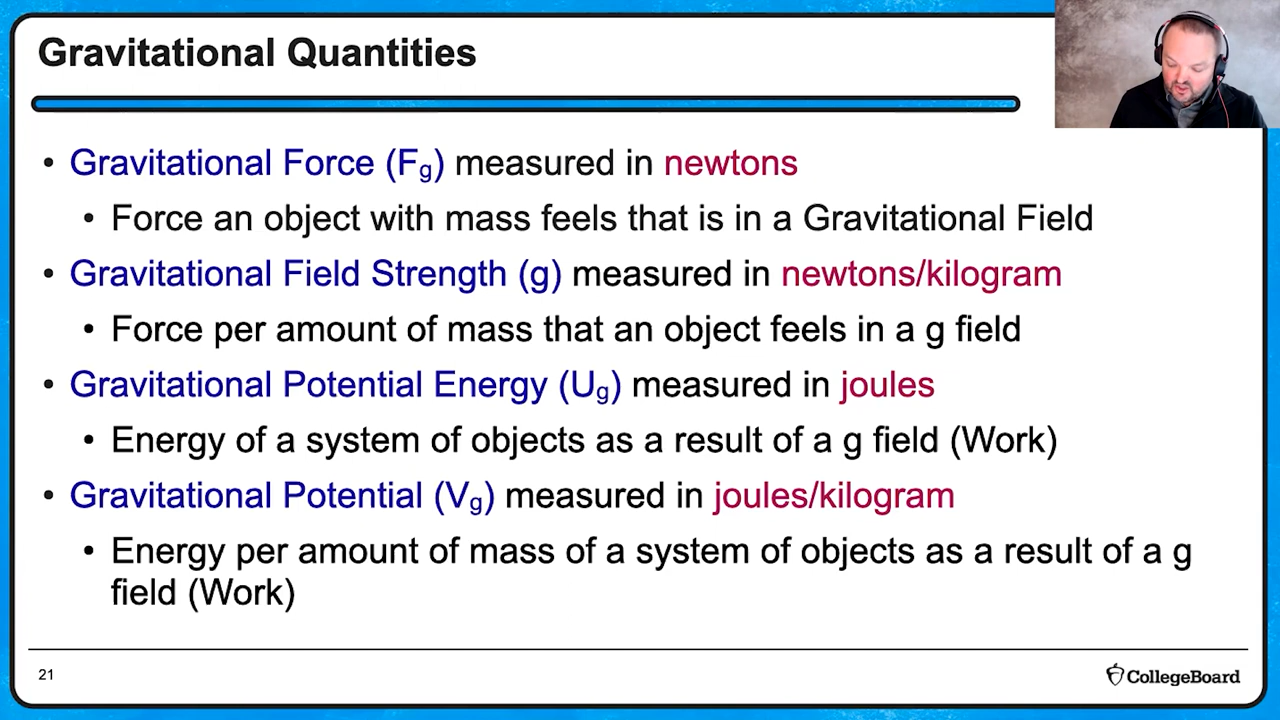 Gravitational Quantities
• Gravitational Force (Fg) measured in newtons
• Force an object with mass feels that is in a Gravitational Field
• Gravitational Field Strength (g) measured in newtons/kilogram
• Force per amount of mass that an object feels in a g field
• Gravitational Potential Energy (Ug) measured in joules
• Energy of a system of objects as a result of a g field (Work)
• Gravitational Potential (Vg) measured in joules/kilogram
• Energy per amount of mass of a system of objects as a result of a g
field (Work)
21
CollegeBoard